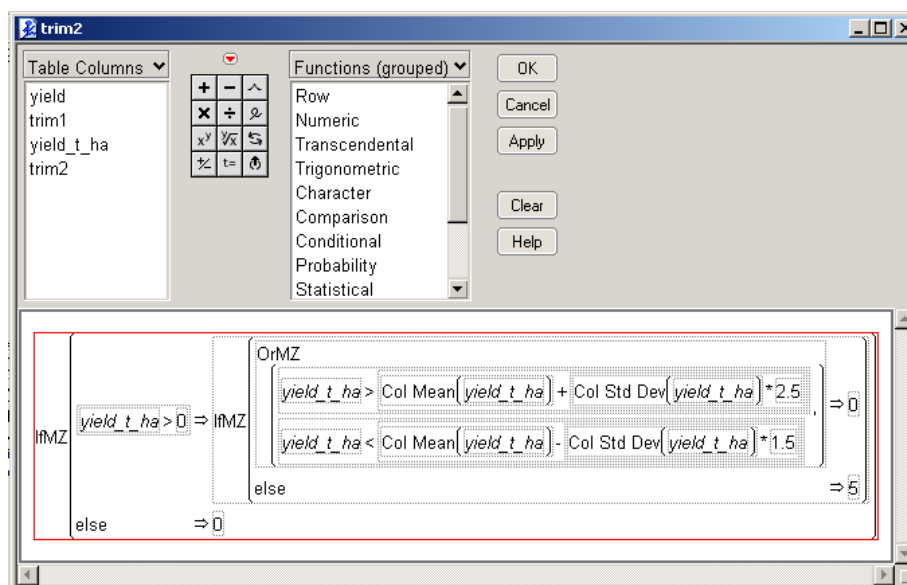 trim2
Table Columns
yield
trim1
yield_t_ha
trim2
+ −
× ÷
xʸ ʸ√x
+/− t=
Functions (grouped)
Row
Numeric
Transcendental
Trigonometric
Character
Comparison
Conditional
Probability
Statistical
OK
Cancel
Apply
Clear
Help
IfMZ
yield_t_ha > 0 ⇒ IfMZ
OrMZ
yield_t_ha > Col Mean(yield_t_ha) + Col Std Dev(yield_t_ha) * 2.5 ,
yield_t_ha < Col Mean(yield_t_ha) - Col Std Dev(yield_t_ha) * 1.5
⇒ 0
else ⇒ 5
else ⇒ 0